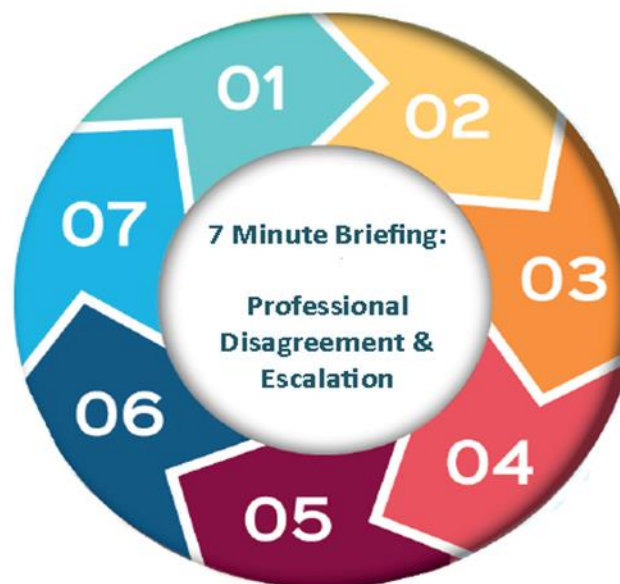 01
02
03
04
05
06
07
7 Minute Briefing:
Professional
Disagreement &
Escalation